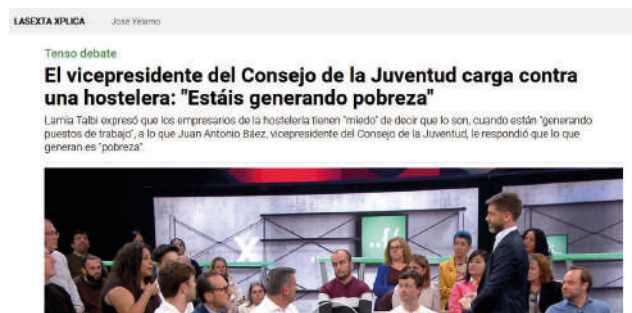 LASEXTA XPLICA José Yélamo
Tenso debate
El vicepresidente del Consejo de la Juventud carga contra
una hostelera: "Estáis generando pobreza"
Lamia Talbi expresó que los empresarios de la hostelería tienen "miedo" de decir que lo son, cuando están "generando
puestos de trabajo", a lo que Juan Antonio Báez, vicepresidente del Consejo de la Juventud, le respondió que lo que
generan es "pobreza".
X